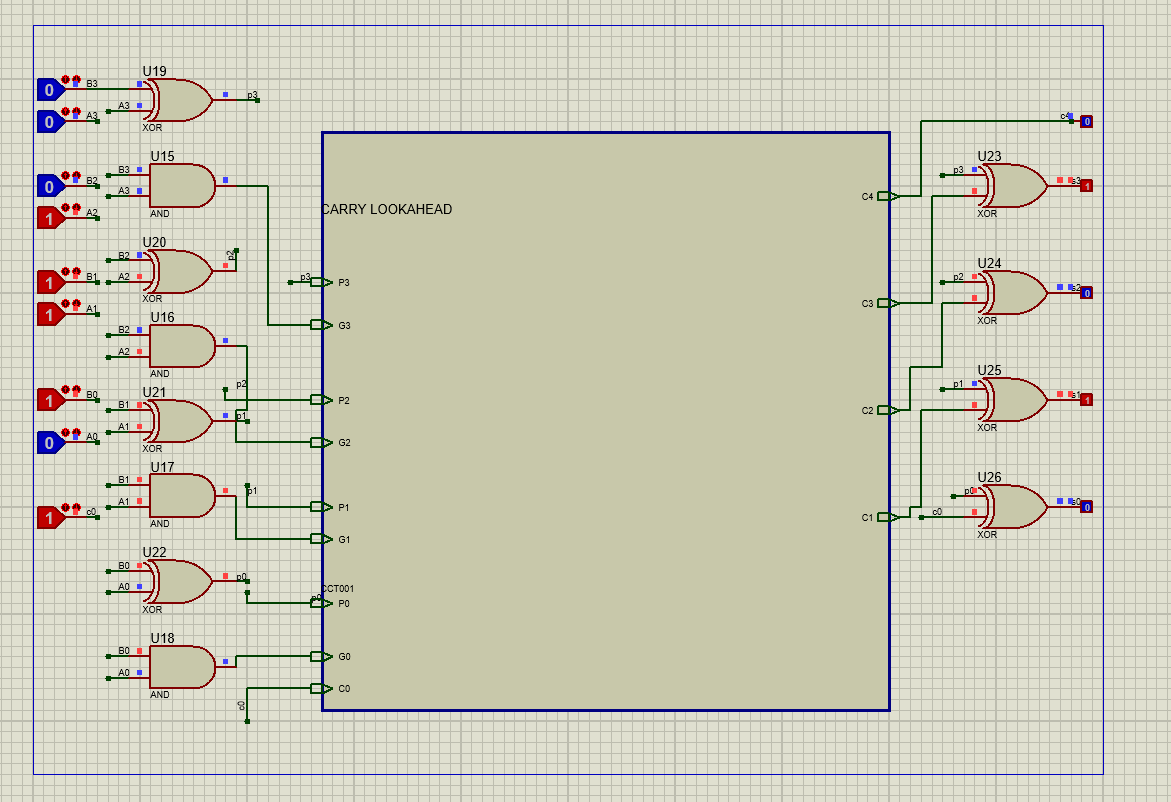 U19
0 B3
p3
A3
0 A3
XOR
U15
B3
0 B2
A3
1 A2
AND
U20
B2
p2
1 B1
A2
XOR
1 A1
U16
B2
A2
AND
p2
U21
1 B0
B1
p1
A1
0 A0
XOR
U17
B1
p1
A1
1 c0
AND
U22
B0
p0
A0
XOR
U18
B0
A0
AND
c0
CARRY LOOKAHEAD
p3 P3
G3
P2
G2
P1
G1
CCT001
p0 P0
G0
C0
C4
C3
C2
C1
c4 0
U23
p3
s3 1
XOR
U24
p2
s2 0
XOR
U25
p1
s1 1
XOR
U26
p0
s0 0
c0
XOR